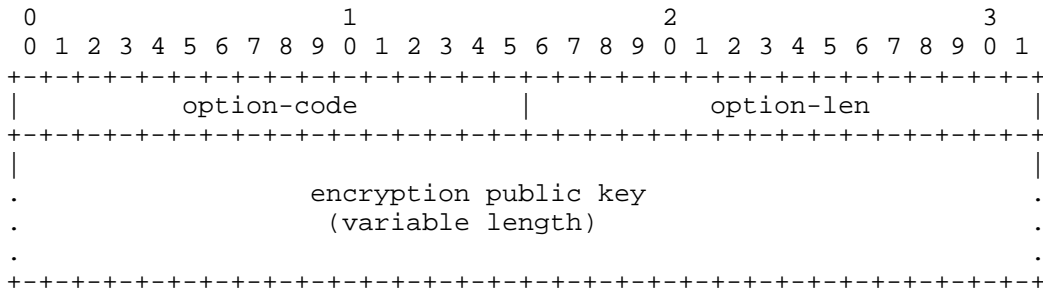 0                   1                   2                   3
0 1 2 3 4 5 6 7 8 9 0 1 2 3 4 5 6 7 8 9 0 1 2 3 4 5 6 7 8 9 0 1
+-+-+-+-+-+-+-+-+-+-+-+-+-+-+-+-+-+-+-+-+-+-+-+-+-+-+-+-+-+-+-+-+
|          option-code          |           option-len          |
+-+-+-+-+-+-+-+-+-+-+-+-+-+-+-+-+-+-+-+-+-+-+-+-+-+-+-+-+-+-+-+-+
|                                                               |
.                  encryption public key                        .
.                   (variable length)                           .
.                                                               .
+-+-+-+-+-+-+-+-+-+-+-+-+-+-+-+-+-+-+-+-+-+-+-+-+-+-+-+-+-+-+-+-+